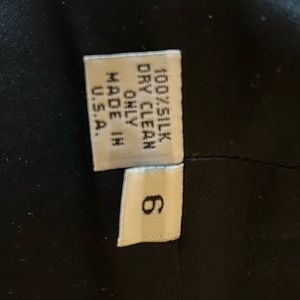 100% SILK
DRY CLEAN
ONLY
MADE IN
U.S.A.
6